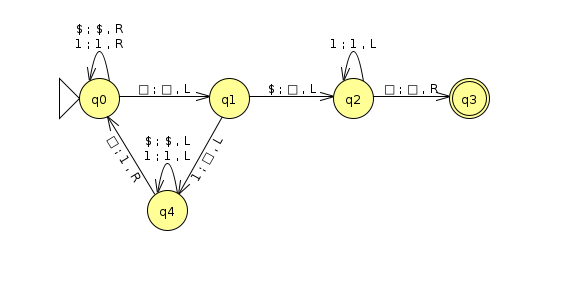 $ ; $ , R
1 ; 1 , R
□ ; □ , L
1 ; 1 , L
$ ; □ , L
□ ; □ , R
q0
q1
q2
q3
$ ; $ , L
1 ; 1 , L
□ ; 1 , R
1 ; □ , L
q4